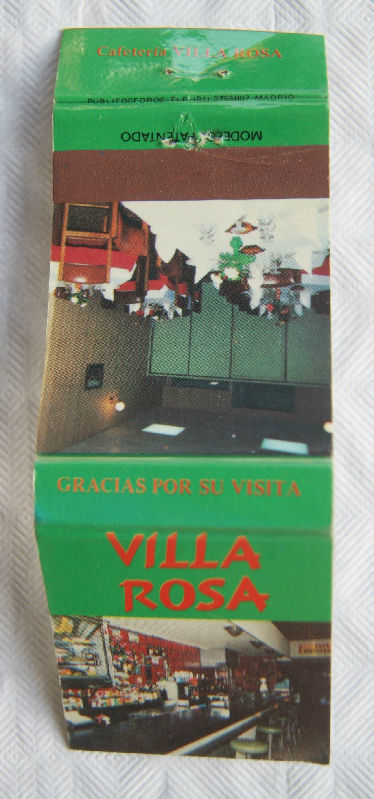 Cafetería VILLA ROSA
PUBLIFOSFOROS TLF (91) 2765007 MADRID
MODELO PATENTADO
GRACIAS POR SU VISITA
VILLA
ROSA